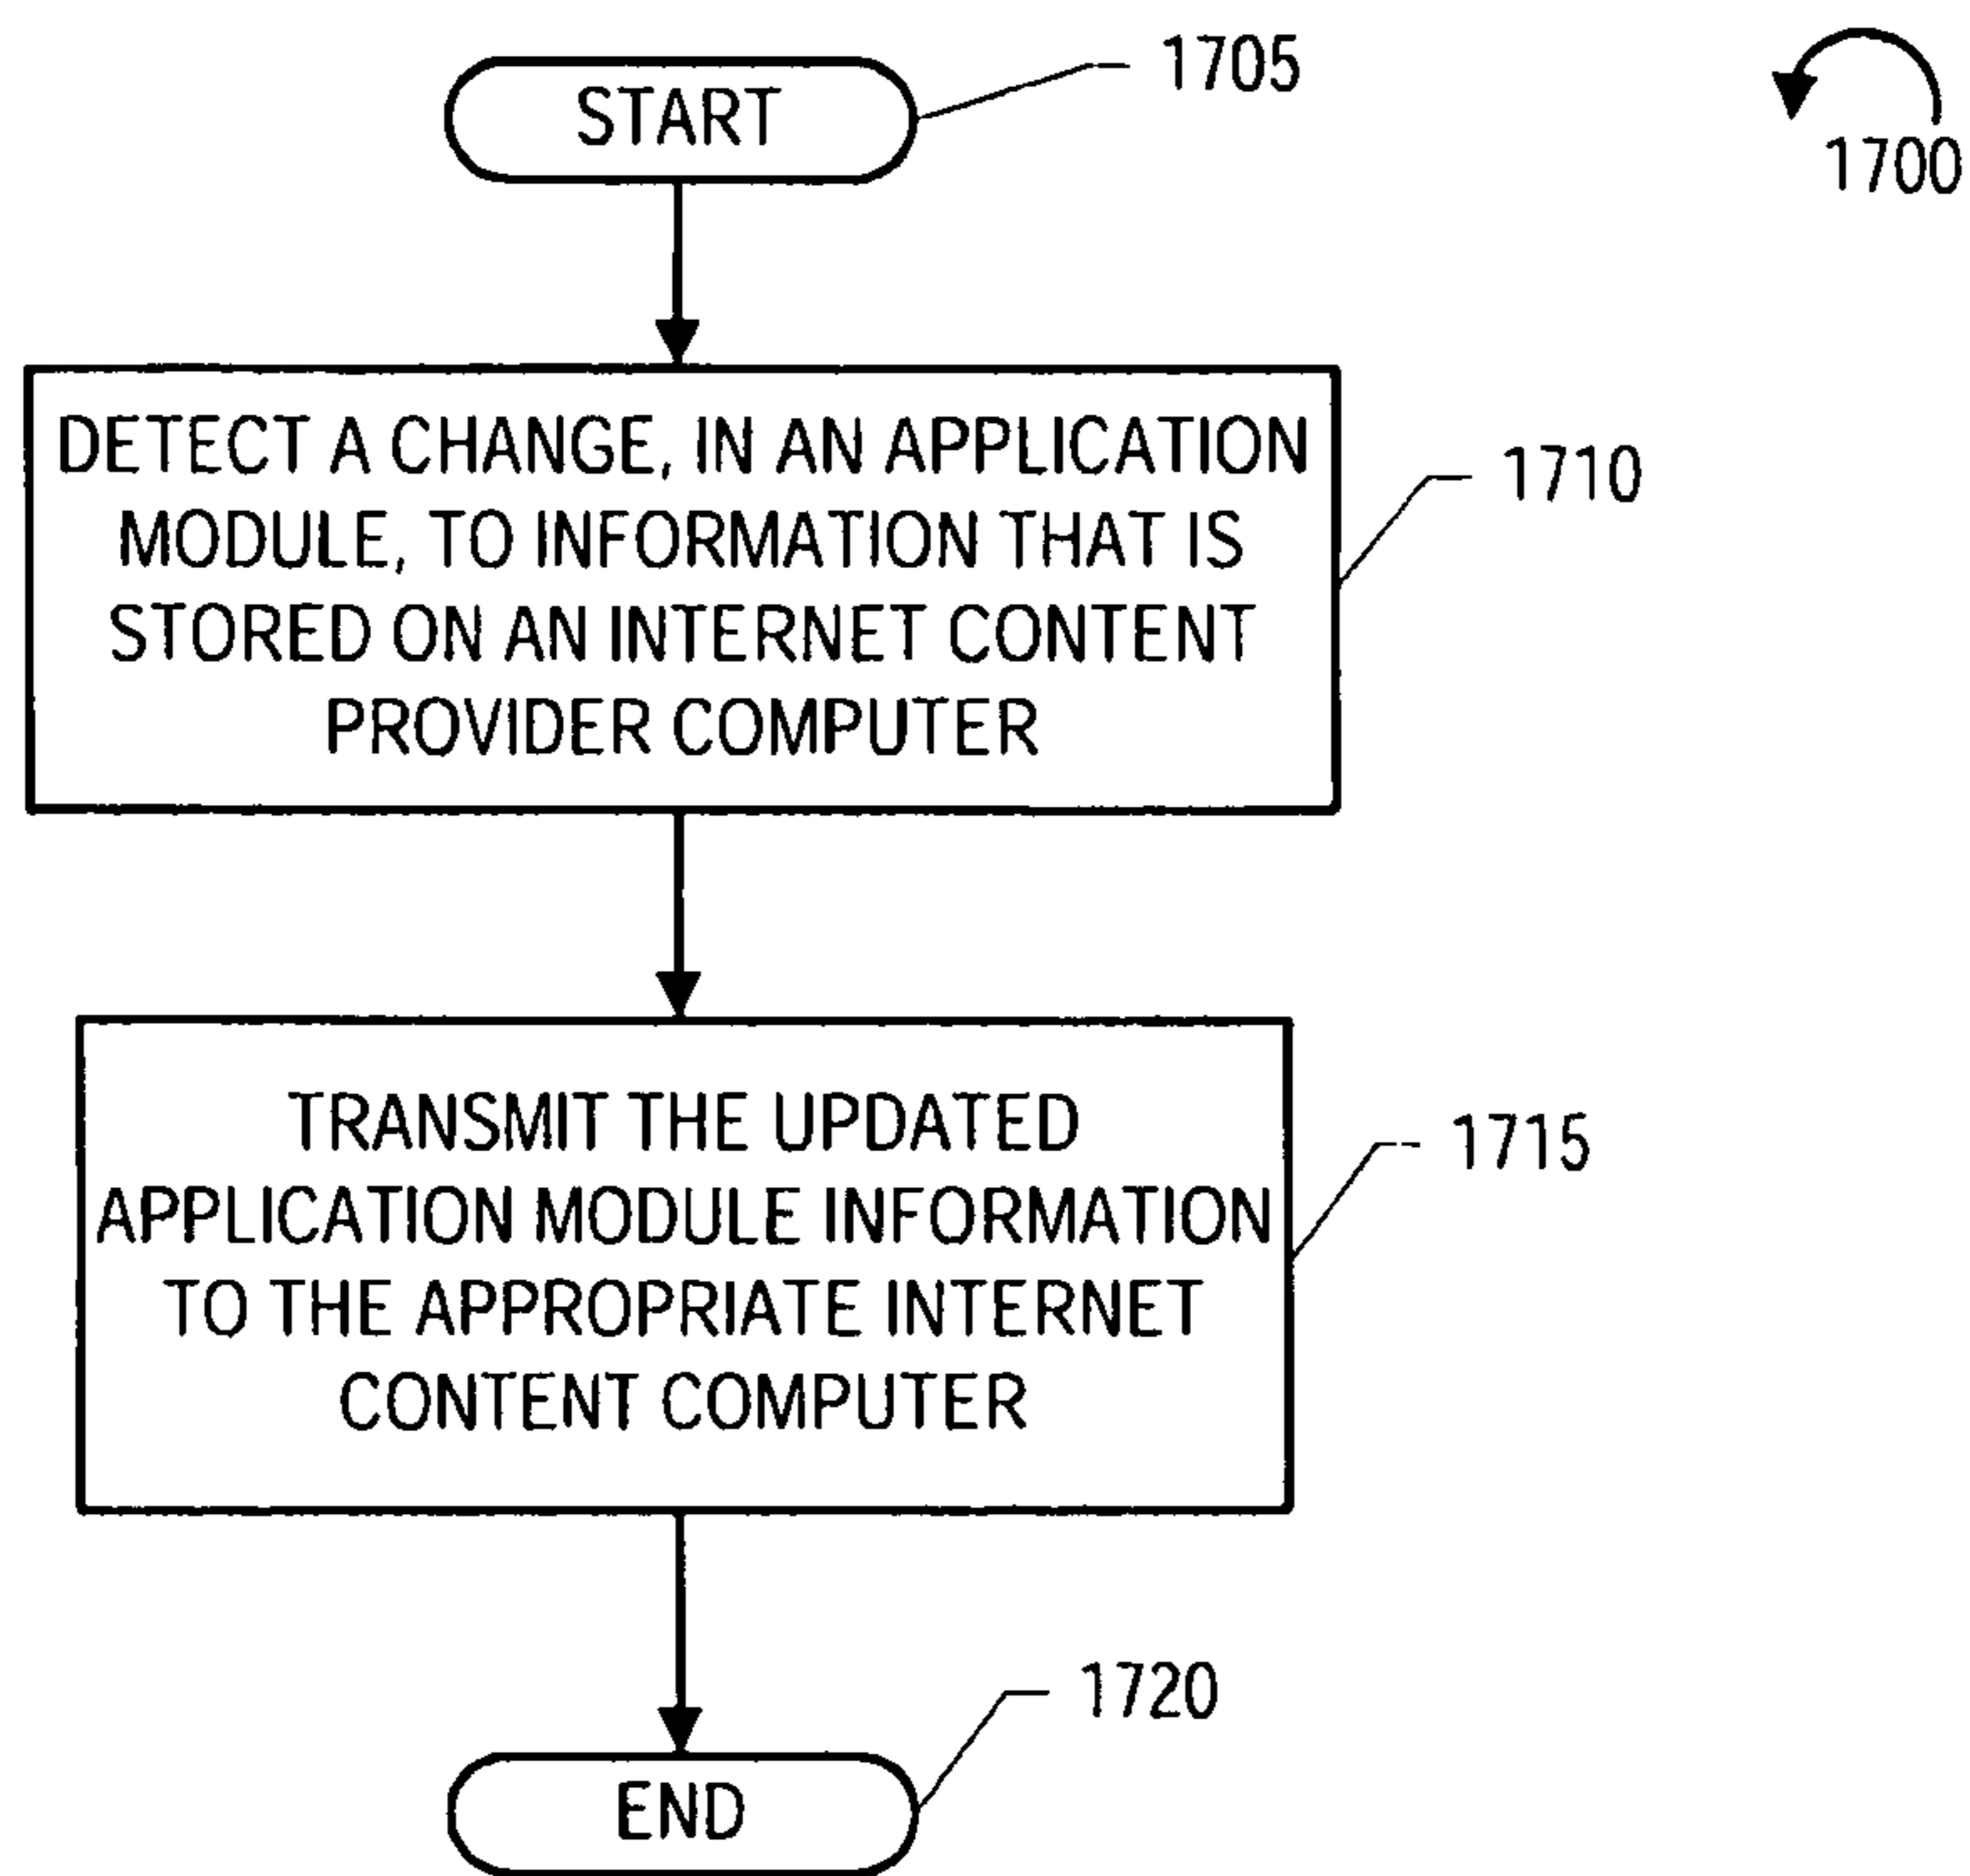 START
1705
1700
DETECT A CHANGE, IN AN APPLICATION
MODULE, TO INFORMATION THAT IS
STORED ON AN INTERNET CONTENT
PROVIDER COMPUTER
1710
TRANSMIT THE UPDATED
APPLICATION MODULE INFORMATION
TO THE APPROPRIATE INTERNET
CONTENT COMPUTER
1715
1720
END